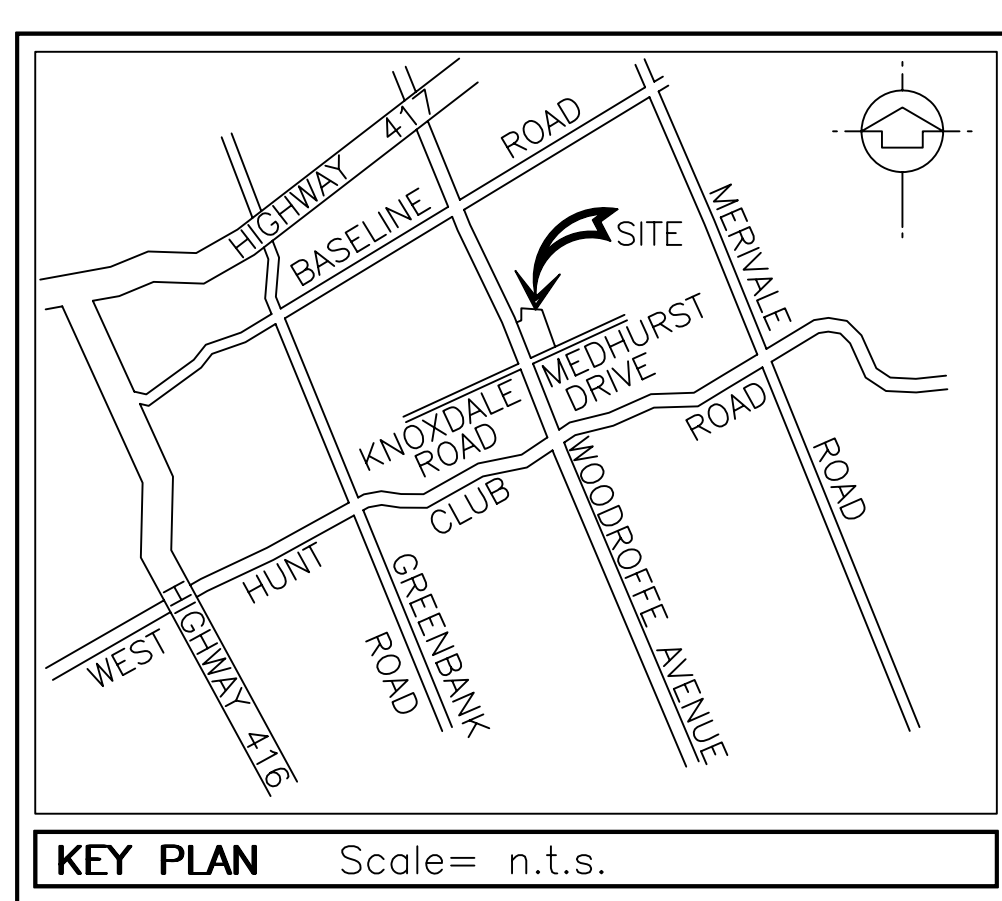 HIGHWAY 417
BASELINE ROAD
SITE
MERIVALE ROAD
MEDHURST
DRIVE
KNOXDALE
ROAD
WEST HUNT CLUB ROAD
WOODROFFE AVENUE
GREENBANK ROAD
HIGHWAY 416
KEY PLAN Scale= n.t.s.